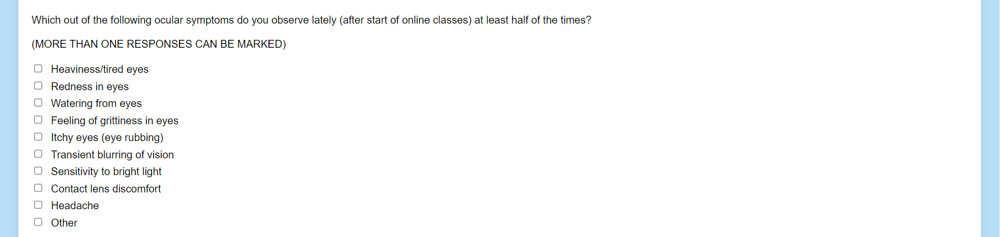 Which out of the following ocular symptoms do you observe lately (after start of online classes) at least half of the times?
(MORE THAN ONE RESPONSES CAN BE MARKED)
Heaviness/tired eyes
Redness in eyes
Watering from eyes
Feeling of grittiness in eyes
Itchy eyes (eye rubbing)
Transient blurring of vision
Sensitivity to bright light
Contact lens discomfort
Headache
Other